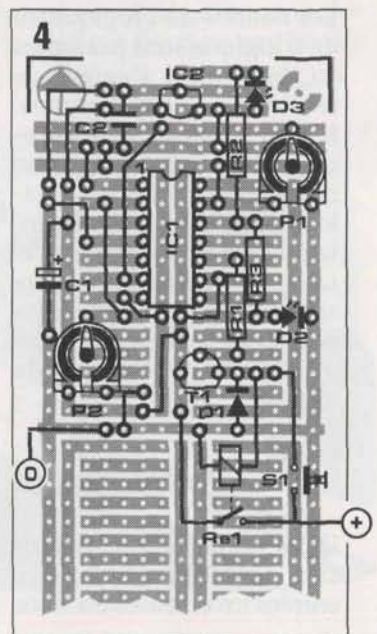 4
IC2
C2
D3
R2
P1
1
IC1
+
C1
R3
R1
D2
P2
T1
D1
0
S1
+
Re1